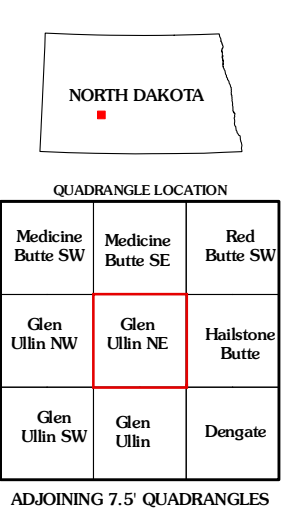 NORTH DAKOTA
QUADRANGLE LOCATION
Medicine
Butte SW
Medicine
Butte SE
Red
Butte SW
Glen
Ullin NW
Glen
Ullin NE
Hailstone
Butte
Glen
Ullin SW
Glen
Ullin
Dengate
ADJOINING 7.5' QUADRANGLES